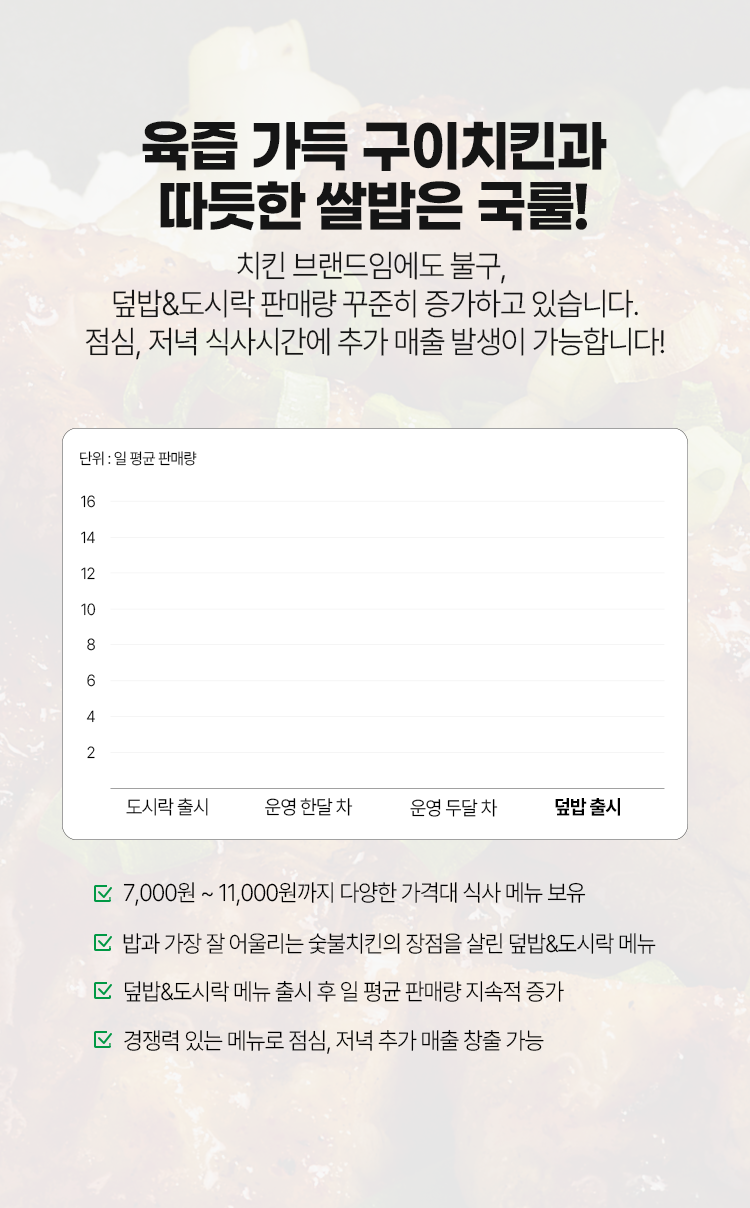 육즙 가득 구이치킨과
따듯한 쌀밥은 국룰!
치킨 브랜드임에도 불구,
덮밥&도시락 판매량 꾸준히 증가하고 있습니다.
점심, 저녁 식사시간에 추가 매출 발생이 가능합니다!
단위 : 일 평균 판매량
16
14
12
10
8
6
4
2
도시락 출시 운영 한달 차 운영 두달 차 덮밥 출시
7,000원 ~ 11,000원까지 다양한 가격대 식사 메뉴 보유
밥과 가장 잘 어울리는 숯불치킨의 장점을 살린 덮밥&도시락 메뉴
덮밥&도시락 메뉴 출시 후 일 평균 판매량 지속적 증가
경쟁력 있는 메뉴로 점심, 저녁 추가 매출 창출 가능